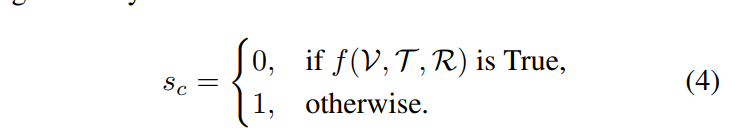 s_c = { 0, if f(𝒱, 𝒯, ℛ) is True,
1, otherwise.
(4)